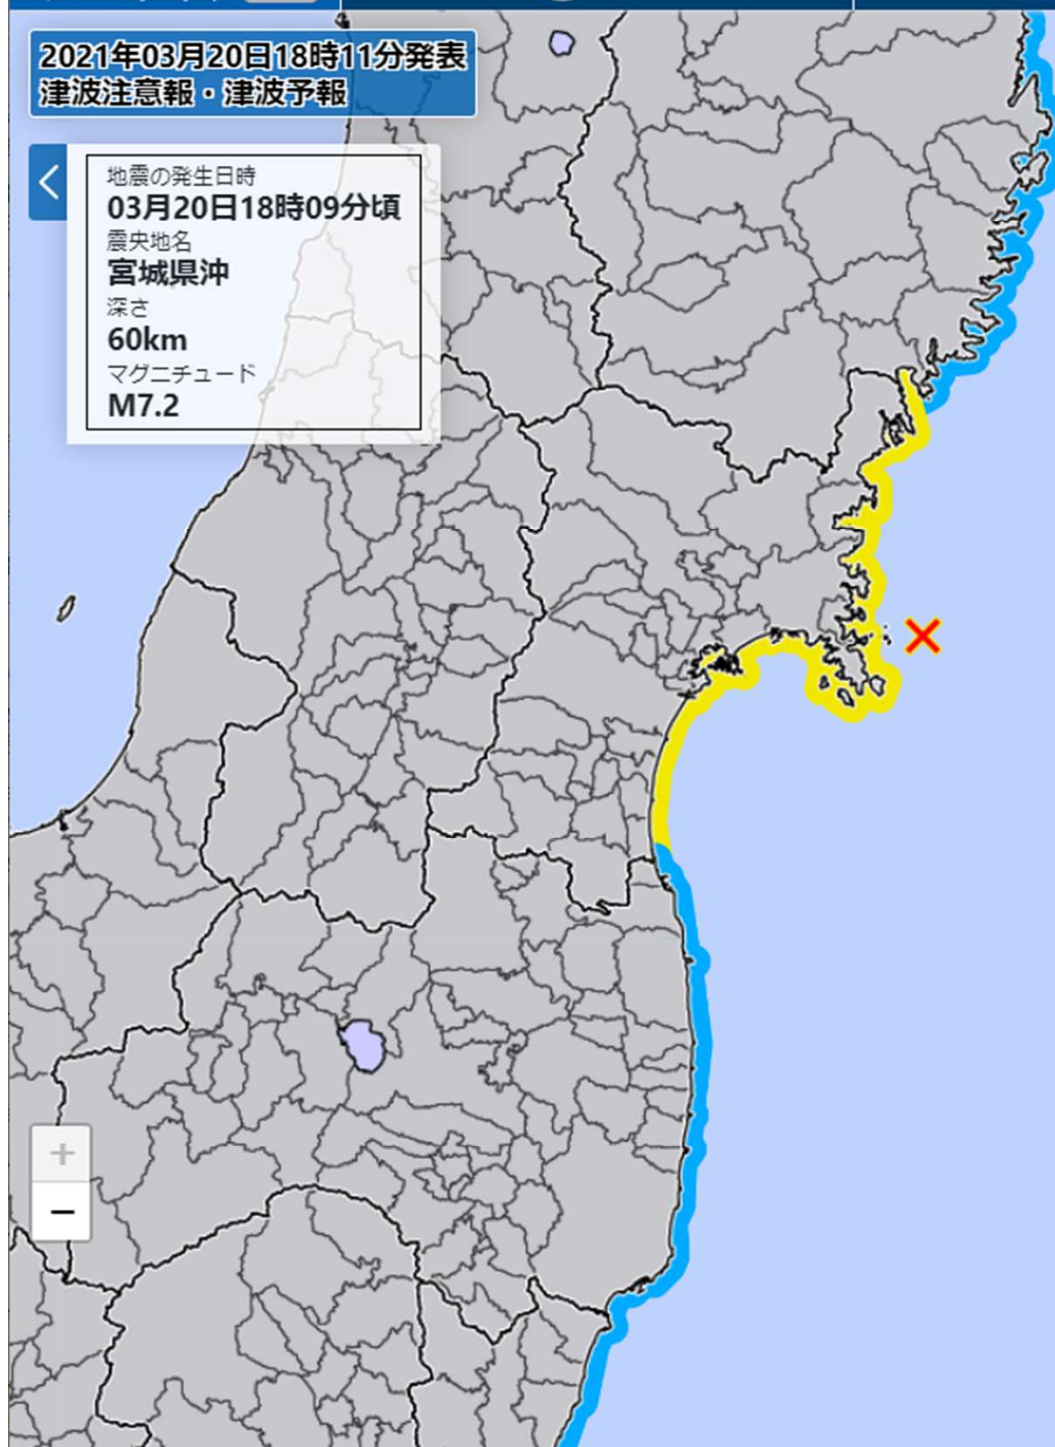 2021年03月20日18時11分発表
津波注意報・津波予報
地震の発生日時
03月20日18時09分頃
震央地名
宮城県沖
深さ
60km
マグニチュード
M7.2
+
−